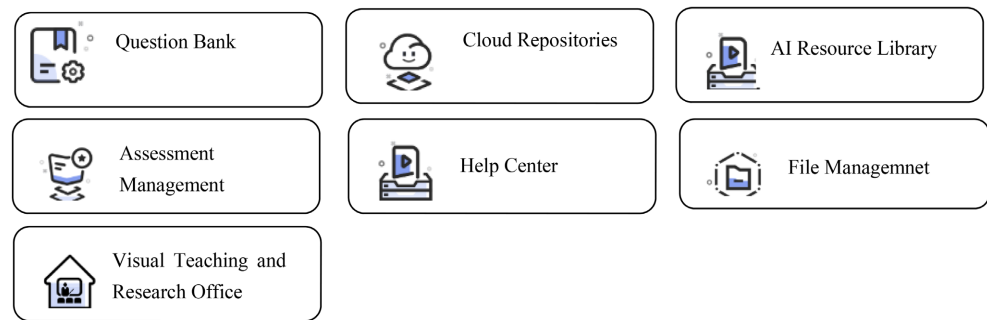 Question Bank
Cloud Repositories
AI Resource Library
Assessment
Management
Help Center
File Managemnet
Visual Teaching and
Research Office